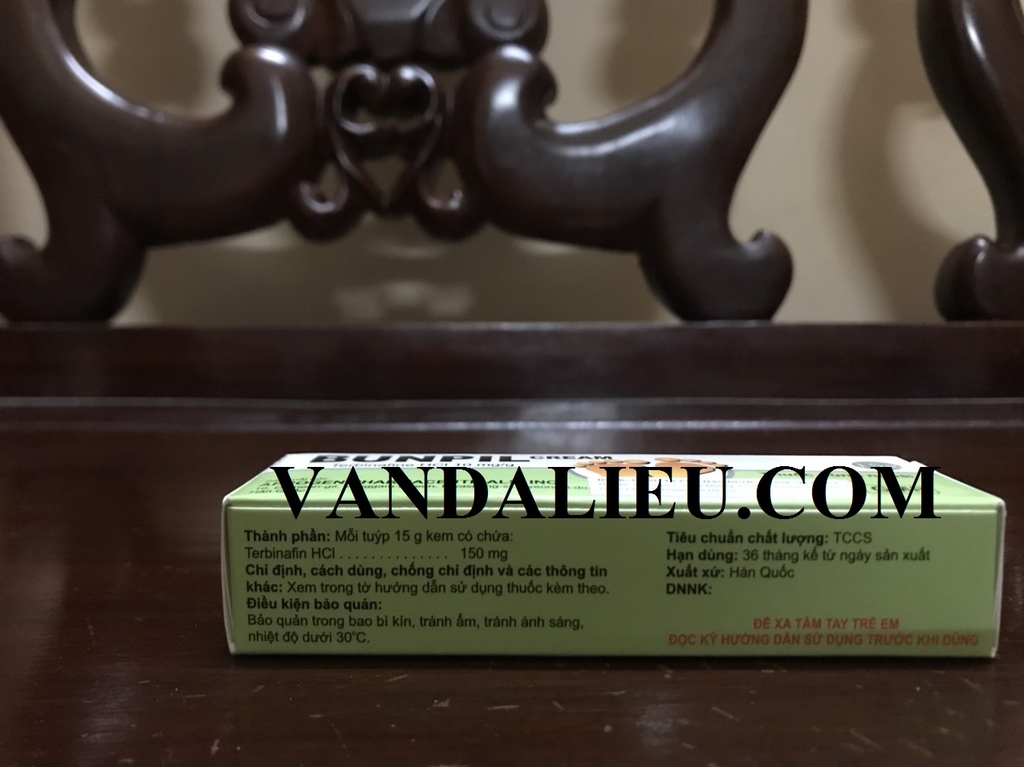 BUNPIL CREAM
Terbinafine HCl 10 mg/g
VANDALIEU.COM
Thành phần: Mỗi tuýp 15 g kem có chứa:
Terbinafin HCl . . . . . . . . . . . . . . 150 mg
Chỉ định, cách dùng, chống chỉ định và các thông tin
khác: Xem trong tờ hướng dẫn sử dụng thuốc kèm theo.
Điều kiện bảo quản:
Bảo quản trong bao bì kín, tránh ẩm, tránh ánh sáng,
nhiệt độ dưới 30°C.
Tiêu chuẩn chất lượng: TCCS
Hạn dùng: 36 tháng kể từ ngày sản xuất
Xuất xứ: Hàn Quốc
DNNK:
ĐỂ XA TẦM TAY TRẺ EM
ĐỌC KỸ HƯỚNG DẪN SỬ DỤNG TRƯỚC KHI DÙNG